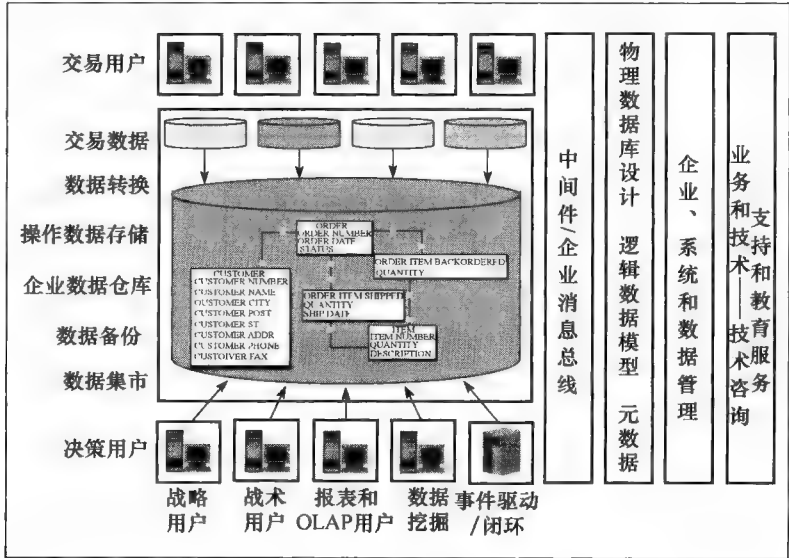 交易用户
交易数据
数据转换
操作数据存储
企业数据仓库
数据备份
数据集市
决策用户
ORDER
ORDER NUMBER
ORDER DATE
STATUS
ORDER ITEM BACKORDERED
QUANTITY
CUSTOMER
CUSTOMER NUMBER
CUSTOMER NAME
CUSTOMER CITY
CUSTOMER POST
CUSTOMER ST
CUSTOMER ADDR
CUSTOMER PHONE
CUSTOIVER FAX
ORDER ITEM SHIPPED
QUANTITY
SHIP DATE
ITEM
ITEM NUMBER
QUANTITY
DESCRIPTION
战略
用户
战术
用户
报表和
OLAP用户
数据
挖掘
事件驱动
/闭环
中间件/企业消息总线
物理数据库设计 逻辑数据模型 元数据
企业、系统和数据管理
业务和技术——技术咨询
支持和教育服务